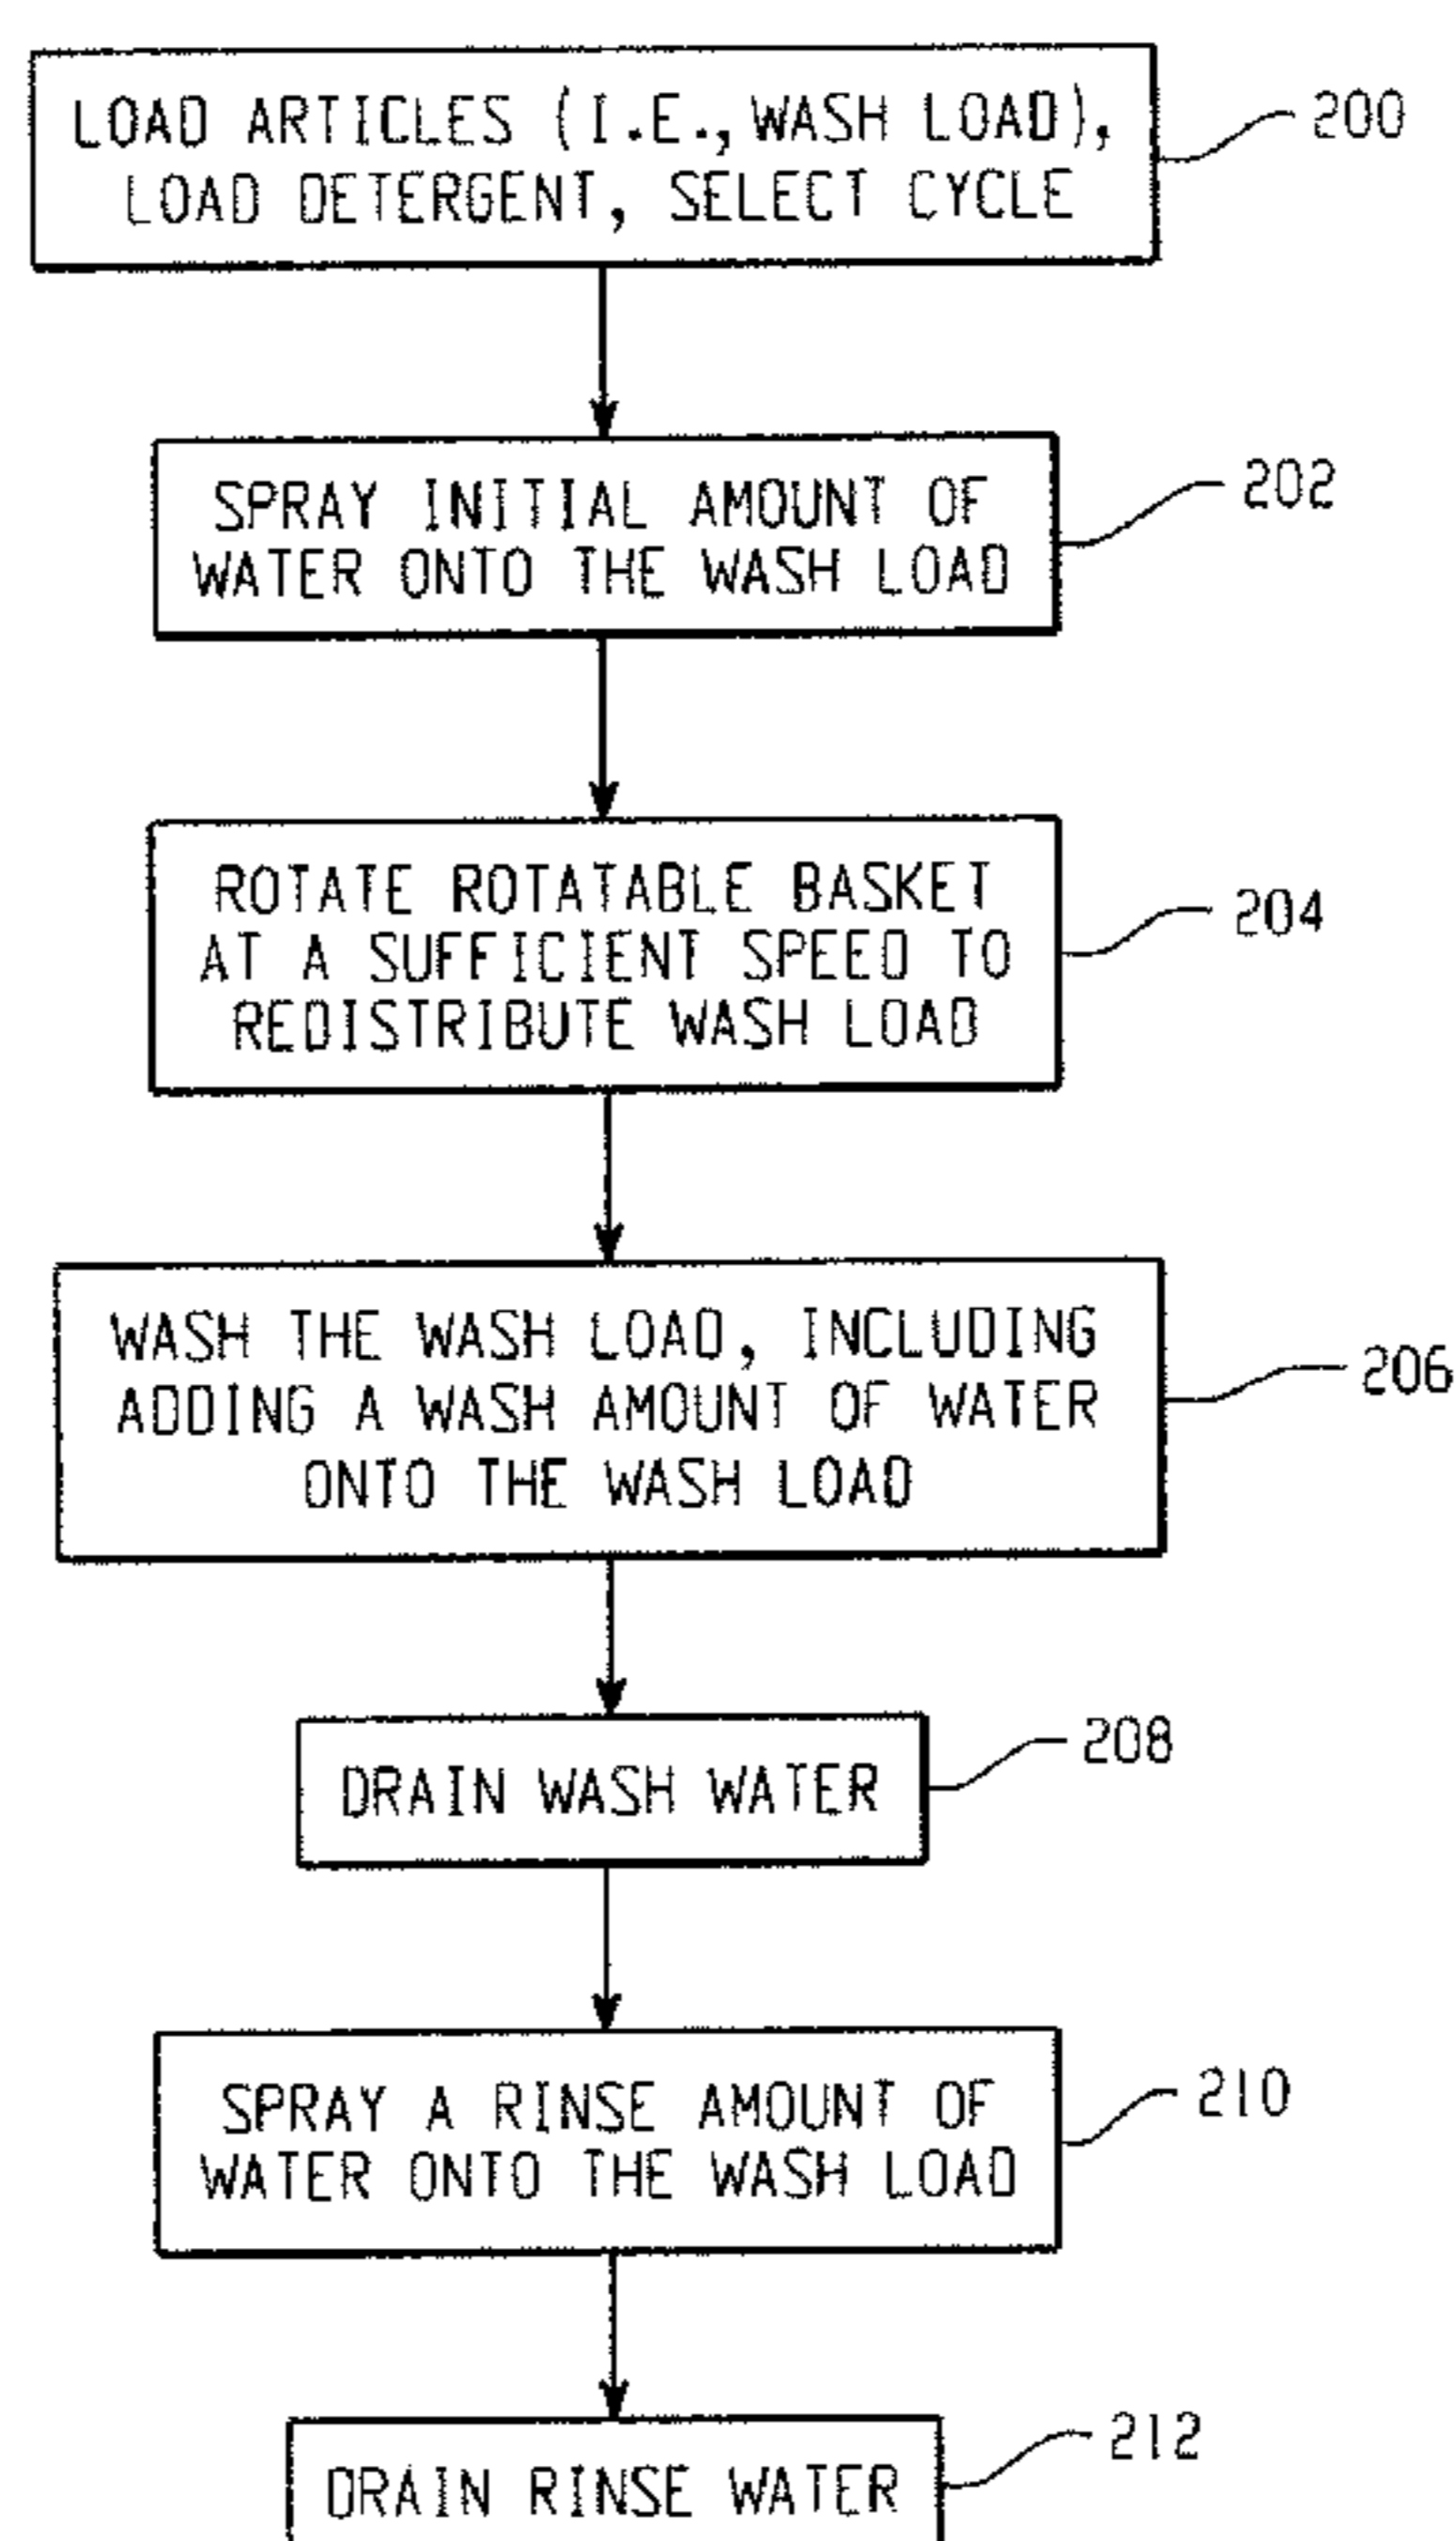 LOAD ARTICLES (I.E., WASH LOAD),
LOAD DETERGENT, SELECT CYCLE
200
SPRAY INITIAL AMOUNT OF
WATER ONTO THE WASH LOAD
202
ROTATE ROTATABLE BASKET
AT A SUFFICIENT SPEED TO
REDISTRIBUTE WASH LOAD
204
WASH THE WASH LOAD, INCLUDING
ADDING A WASH AMOUNT OF WATER
ONTO THE WASH LOAD
206
DRAIN WASH WATER
208
SPRAY A RINSE AMOUNT OF
WATER ONTO THE WASH LOAD
210
DRAIN RINSE WATER
212